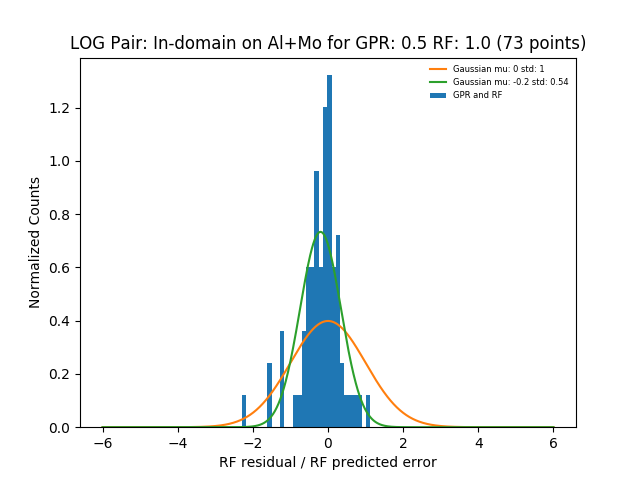 LOG Pair: In-domain on Al+Mo for GPR: 0.5 RF: 1.0 (73 points)
Gaussian mu: 0 std: 1
Gaussian mu: -0.2 std: 0.54
GPR and RF
Normalized Counts
1.2
1.0
0.8
0.6
0.4
0.2
0.0
−6 −4 −2 0 2 4 6
RF residual / RF predicted error